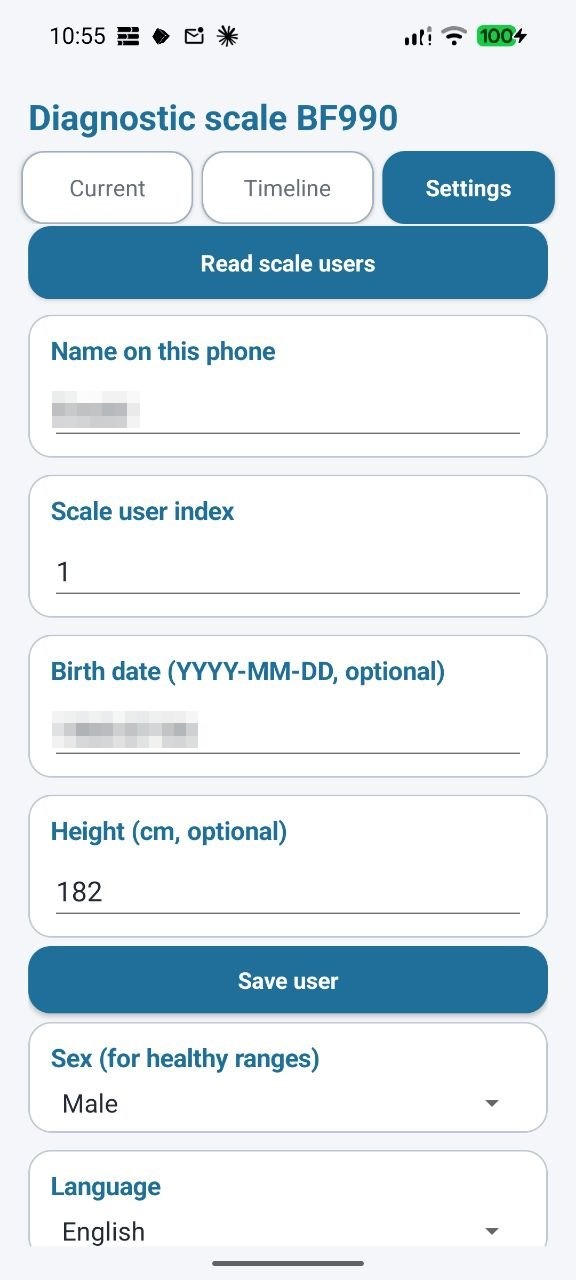 10:55
100
Diagnostic scale BF990
Current Timeline Settings
Read scale users
Name on this phone
Scale user index
1
Birth date (YYYY-MM-DD, optional)
Height (cm, optional)
182
Save user
Sex (for healthy ranges)
Male
Language
English